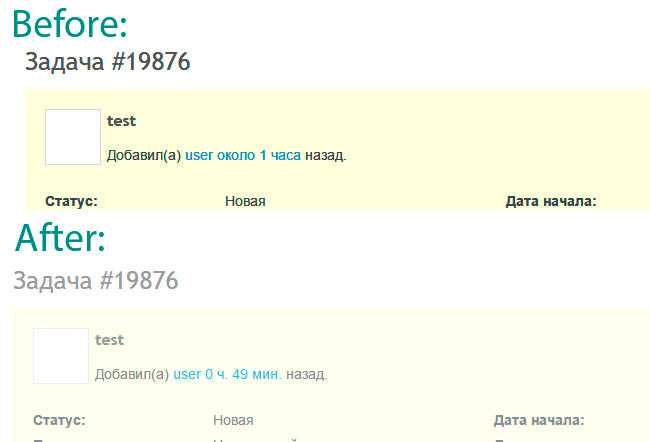 Before:
Задача #19876
test
Добавил(а) user около 1 часа назад.
Статус: Новая Дата начала:
After:
Задача #19876
test
Добавил(а) user 0 ч. 49 мин. назад.
Статус: Новая Дата начала: